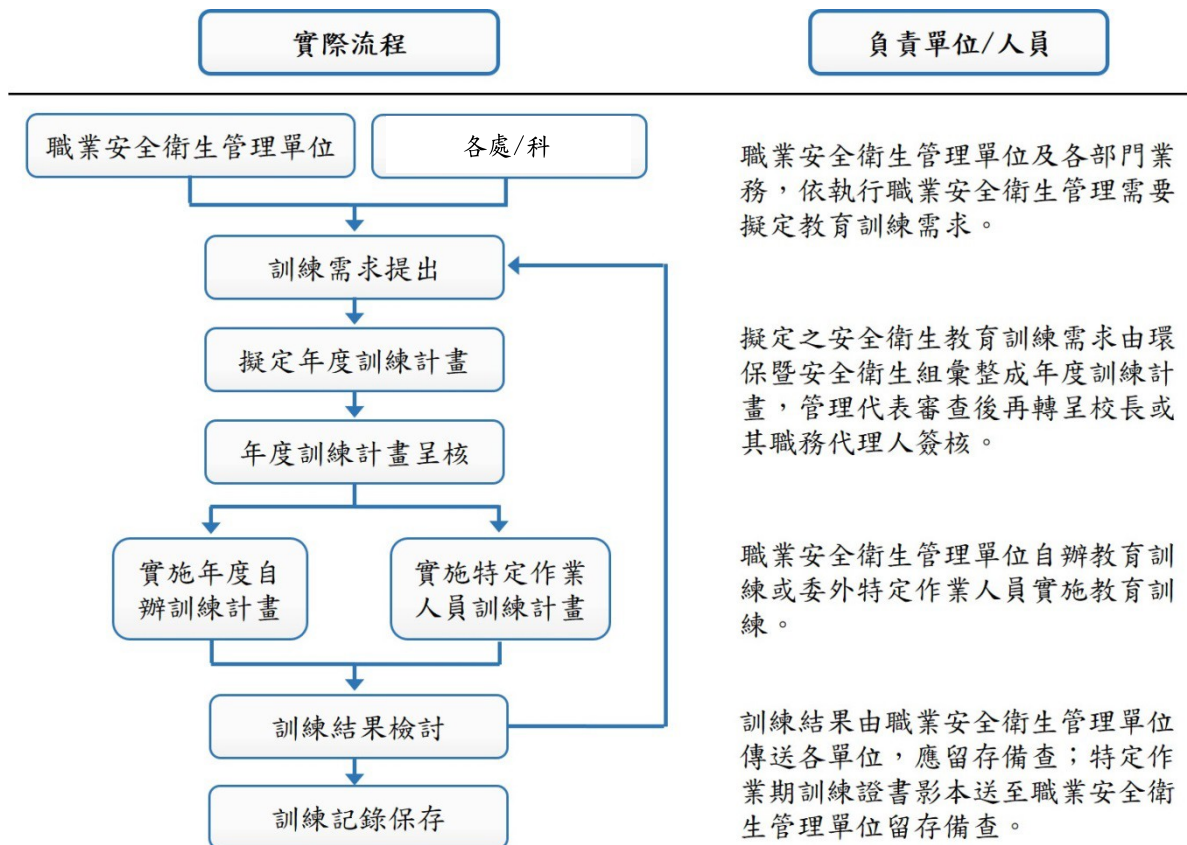 實際流程
負責單位/人員
職業安全衛生管理單位
各處/科
職業安全衛生管理單位及各部門業
務，依執行職業安全衛生管理需要
擬定教育訓練需求。
訓練需求提出
擬定年度訓練計畫
擬定之安全衛生教育訓練需求由環
保暨安全衛生組彙整成年度訓練計
畫，管理代表審查後再轉呈校長或
其職務代理人簽核。
年度訓練計畫呈核
實施年度自
辦訓練計畫
實施特定作業
人員訓練計畫
職業安全衛生管理單位自辦教育訓
練或委外特定作業人員實施教育訓
練。
訓練結果檢討
訓練結果由職業安全衛生管理單位
傳送各單位，應留存備查；特定作
業期訓練證書影本送至職業安全衛
生管理單位留存備查。
訓練記錄保存